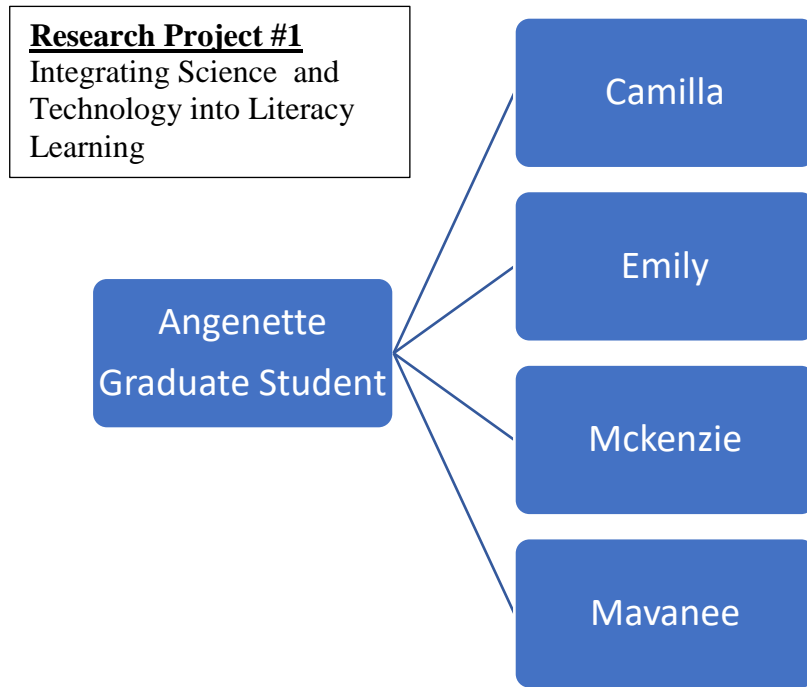 Research Project #1
Integrating Science and
Technology into Literacy
Learning
Camilla
Emily
Angenette
Graduate Student
Mckenzie
Mavanee